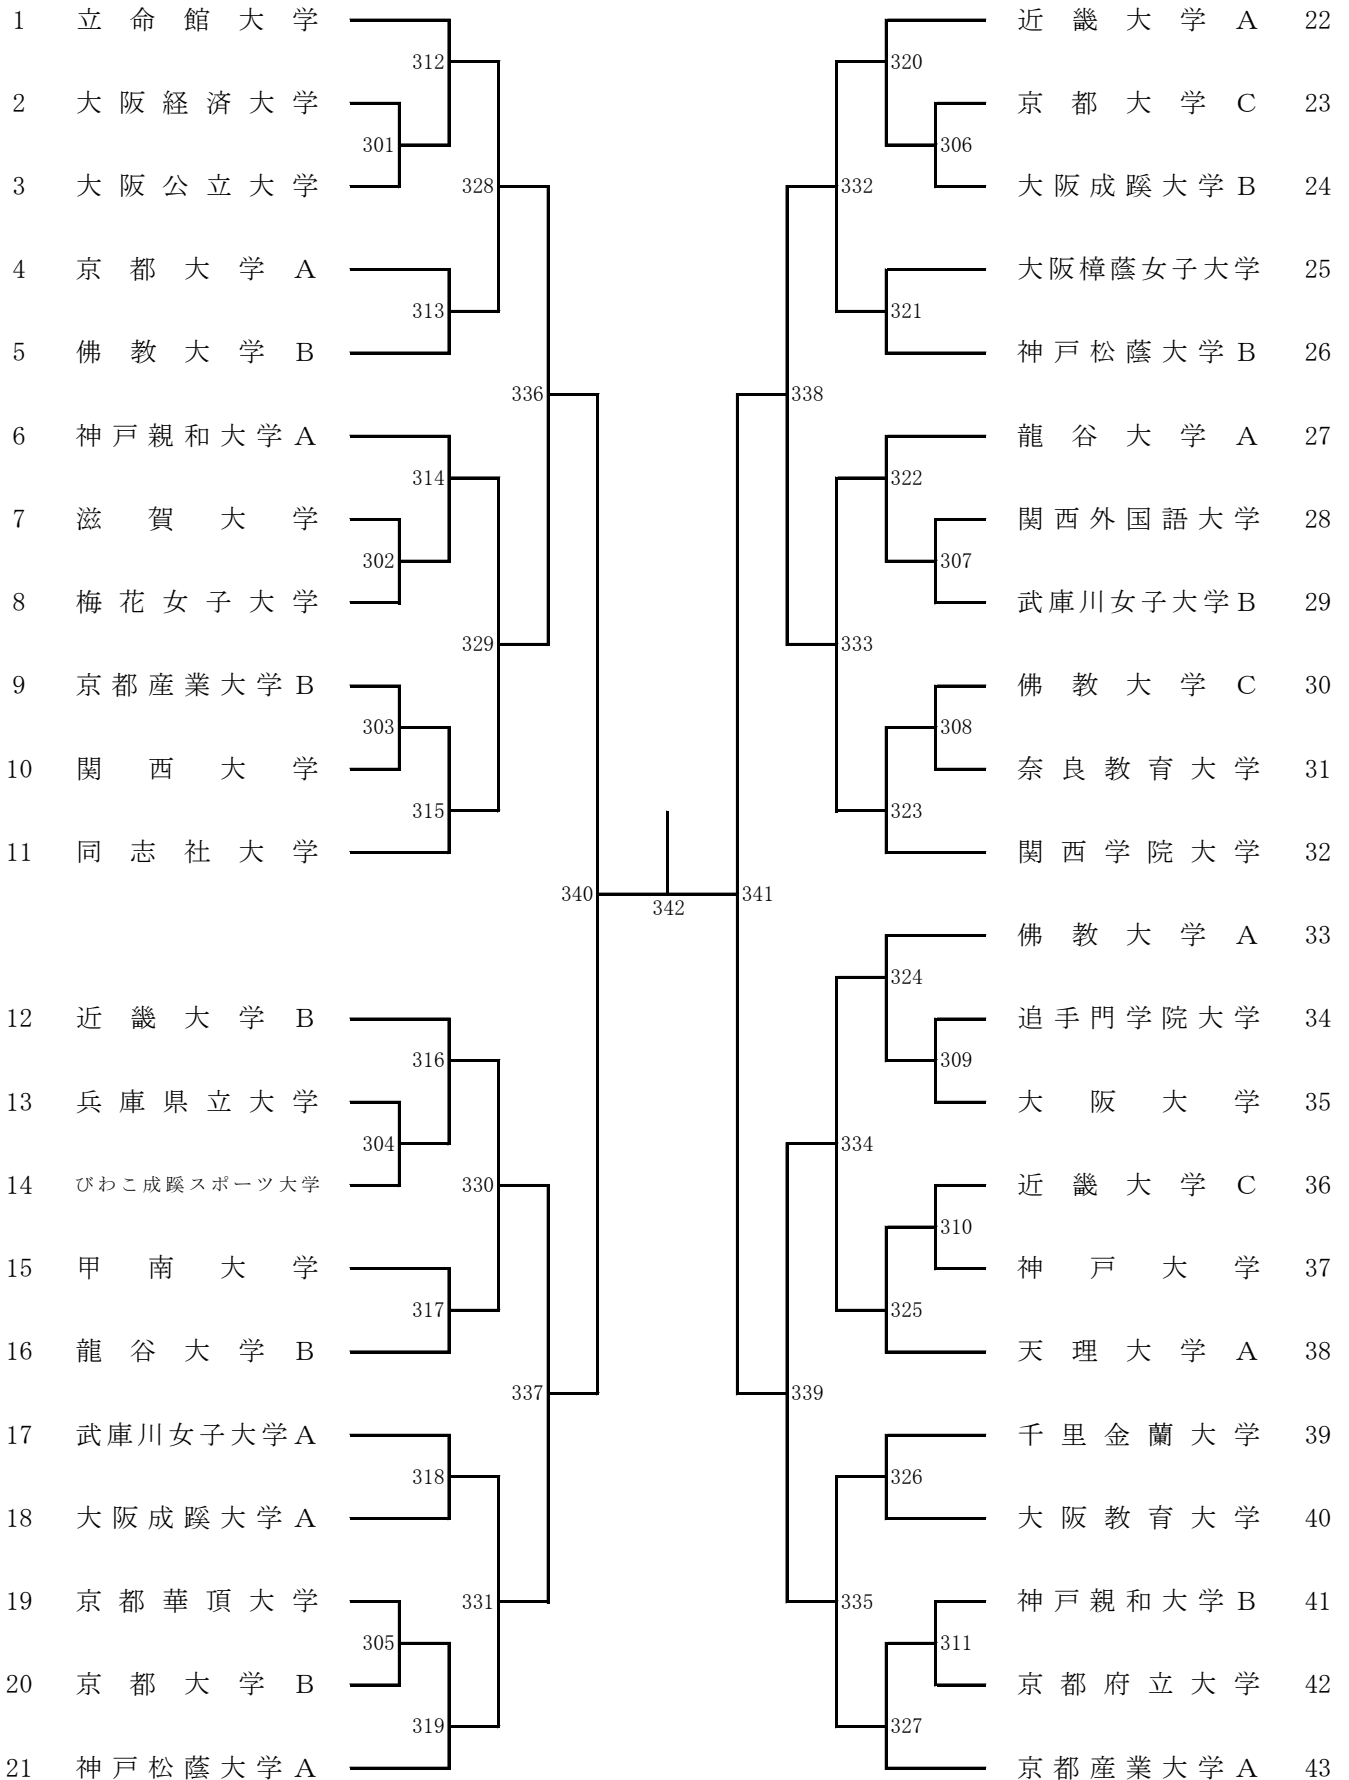 1 立命館大学
近畿大学A 22
312
320
2 大阪経済大学
京都大学C 23
301
306
3 大阪公立大学
328
332
大阪成蹊大学B 24
4 京都大学A
大阪樟蔭女子大学 25
313
321
5 佛教大学B
神戸松蔭大学B 26
336
338
6 神戸親和大学A
龍谷大学A 27
314
322
7 滋賀大学
関西外国語大学 28
302
307
8 梅花女子大学
武庫川女子大学B 29
329
333
9 京都産業大学B
佛教大学C 30
303
308
10 関西大学
奈良教育大学 31
315
323
11 同志社大学
関西学院大学 32
340
342
341
佛教大学A 33
324
12 近畿大学B
追手門学院大学 34
316
309
13 兵庫県立大学
大阪大学 35
304
334
14 びわこ成蹊スポーツ大学
330
近畿大学C 36
310
15 甲南大学
神戸大学 37
317
325
16 龍谷大学B
天理大学A 38
337
339
17 武庫川女子大学A
千里金蘭大学 39
318
326
18 大阪成蹊大学A
大阪教育大学 40
19 京都華頂大学
331
335
神戸親和大学B 41
305
311
20 京都大学B
京都府立大学 42
319
327
21 神戸松蔭大学A
京都産業大学A 43